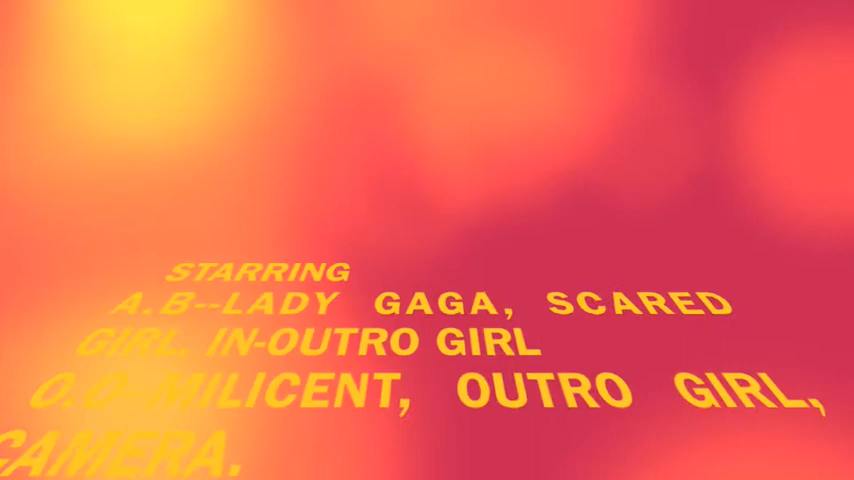 STARRING
A.B--LADY GAGA, SCARED
GIRL, IN-OUTRO GIRL
O.O--MILICENT, OUTRO GIRL,
CAMERA.